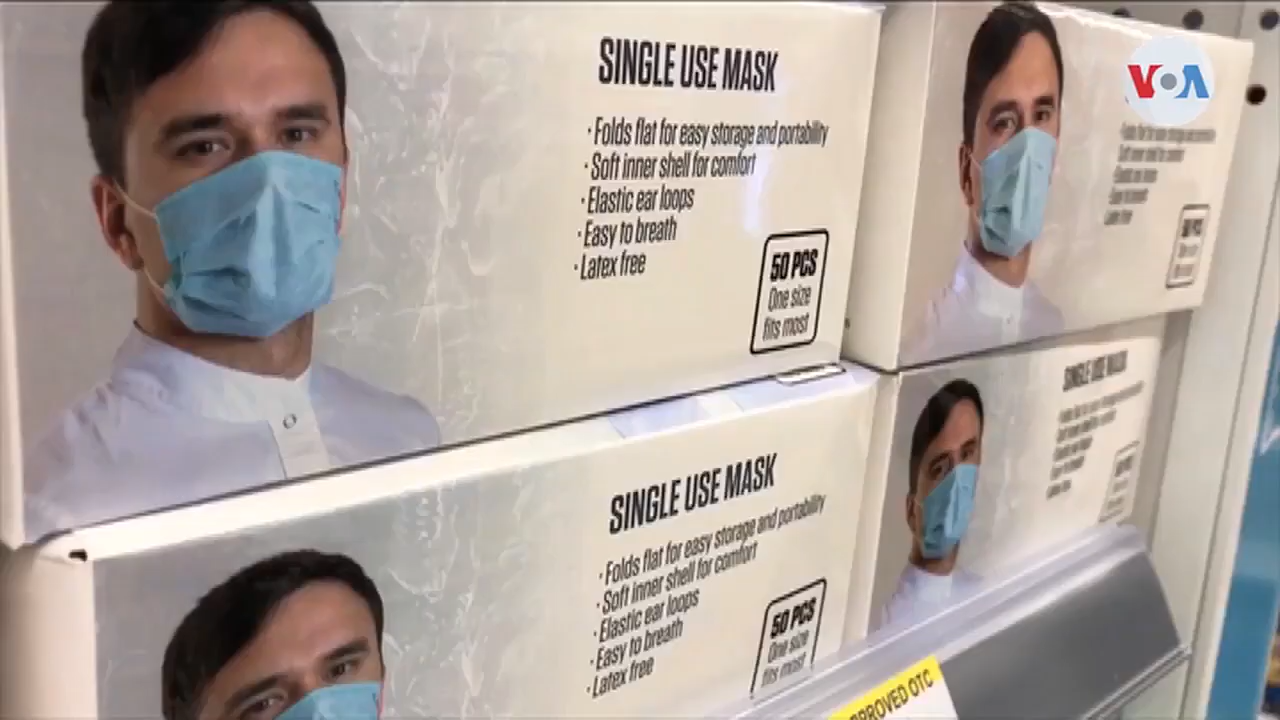 SINGLE USE MASK
· Folds flat for easy storage and portability
· Soft inner shell for comfort
· Elastic ear loops
· Easy to breath
· Latex free
50 PCS
One size
fits most
VOA
SINGLE USE MASK
· Folds flat for easy storage and portability
· Soft inner shell for comfort
· Elastic ear loops
· Easy to breath
· Latex free
50 PCS
One size
fits most
SINGLE USE MASK
OTC